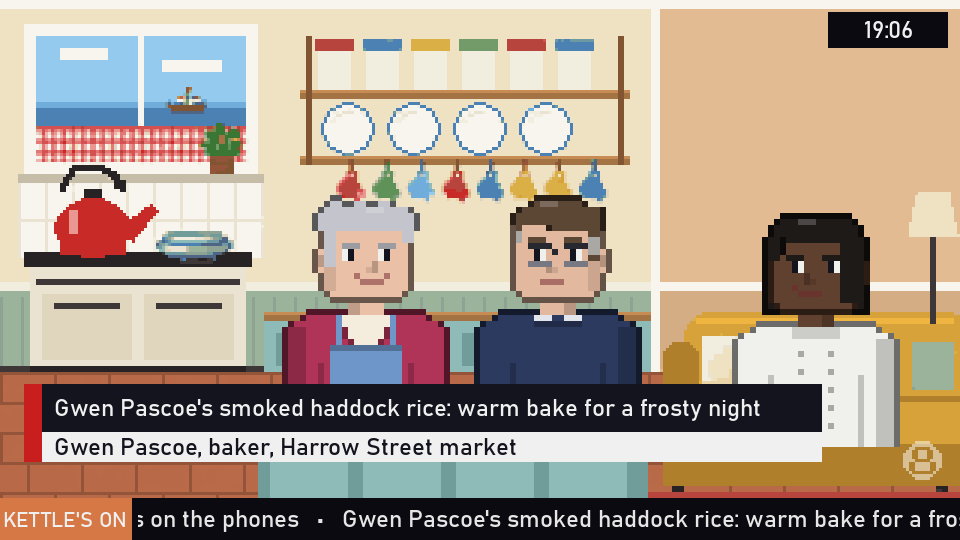 19:06
Gwen Pascoe's smoked haddock rice: warm bake for a frosty night
Gwen Pascoe, baker, Harrow Street market
KETTLE'S ON
on the phones · Gwen Pascoe's smoked haddock rice: warm bake for a